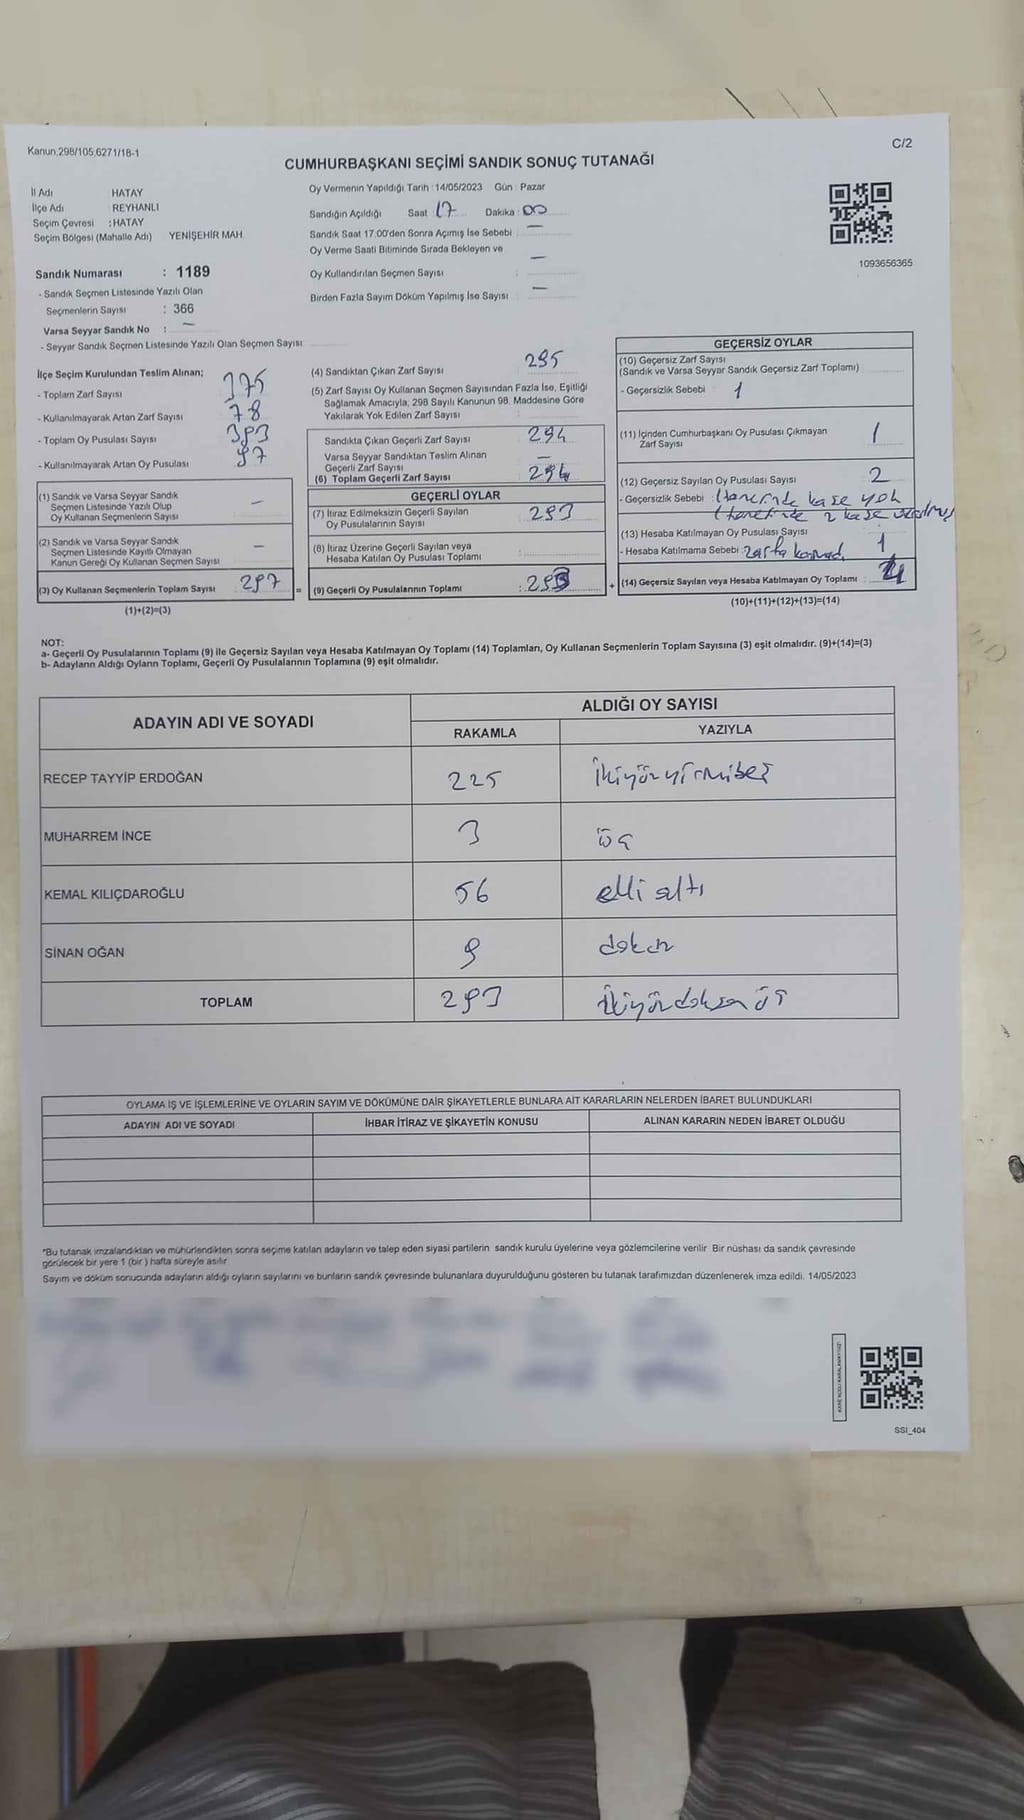 Kanun,298/105,6271/18-1
C/2
CUMHURBAŞKANI SEÇİMİ SANDIK SONUÇ TUTANAĞI
İl Adı HATAY
İlçe Adı REYHANLI
Seçim Çevresi : HATAY
Seçim Bölgesi (Mahalle Adı) YENİŞEHİR MAH.
Sandık Numarası : 1189
- Sandık Seçmen Listesinde Yazılı Olan
Seçmenlerin Sayısı : 366
Varsa Seyyar Sandık No : —
- Seyyar Sandık Seçmen Listesinde Yazılı Olan Seçmen Sayısı:
Oy Vermenin Yapıldığı Tarih : 14/05/2023 Gün : Pazar
Sandığın Açıldığı Saat : 17 Dakika : 00
Sandık Saat 17:00'den Sonra Açmış İse Sebebi : —
Oy Verme Saati Bitiminde Sırada Bekleyen ve
Oy Kullandırılan Seçmen Sayısı : —
Birden Fazla Sayım Döküm Yapılmış İse Sayısı : —
1093656365
İlçe Seçim Kurulundan Teslim Alınan;
- Toplam Zarf Sayısı 375
- Kullanılmayarak Artan Zarf Sayısı 78
- Toplam Oy Pusulası Sayısı 383
- Kullanılmayarak Artan Oy Pusulası 87
(1) Sandık ve Varsa Seyyar Sandık
Seçmen Listesinde Yazılı Olup
Oy Kullanan Seçmenlerin Sayısı —
(2) Sandık ve Varsa Seyyar Sandık
Seçmen Listesinde Kayıtlı Olmayan
Kanun Gereği Oy Kullanan Seçmen Sayısı —
(3) Oy Kullanan Seçmenlerin Toplam Sayısı 297 =
(1)+(2)=(3)
(4) Sandıktan Çıkan Zarf Sayısı 295
(5) Zarf Sayısı Oy Kullanan Seçmen Sayısından Fazla İse, Eşitliği
Sağlamak Amacıyla, 298 Sayılı Kanunun 98. Maddesine Göre
Yakılarak Yok Edilen Zarf Sayısı :
Sandıkta Çıkan Geçerli Zarf Sayısı 294
Varsa Seyyar Sandıktan Teslim Alınan
Geçerli Zarf Sayısı —
(6) Toplam Geçerli Zarf Sayısı 294
GEÇERLİ OYLAR
(7) İtiraz Edilmeksizin Geçerli Sayılan
Oy Pusulalarının Sayısı : 293
(8) İtiraz Üzerine Geçerli Sayılan veya
Hesaba Katılan Oy Pusulası Toplamı :
(9) Geçerli Oy Pusulalarının Toplamı : 293 +
GEÇERSİZ OYLAR
(10) Geçersiz Zarf Sayısı
(Sandık ve Varsa Seyyar Sandık Geçersiz Zarf Toplamı)
- Geçersizlik Sebebi : 1
(11) İçinden Cumhurbaşkanı Oy Pusulası Çıkmayan
Zarf Sayısı 1
(12) Geçersiz Sayılan Oy Pusulası Sayısı 2
- Geçersizlik Sebebi : 1 tanesinde kaşe yok
1 tanesinde 2 kaşe
(13) Hesaba Katılmayan Oy Pusulası Sayısı 1
- Hesaba Katılmama Sebebi :
(14) Geçersiz Sayılan veya Hesaba Katılmayan Oy Toplamı : 4
(10)+(11)+(12)+(13)=(14)
NOT:
a- Geçerli Oy Pusulalarının Toplamı (9) ile Geçersiz Sayılan veya Hesaba Katılmayan Oy Toplamı (14) Toplamları, Oy Kullanan Seçmenlerin Toplam Sayısına (3) eşit olmalıdır. (9)+(14)=(3)
b- Adayların Aldığı Oyların Toplamı, Geçerli Oy Pusulalarının Toplamına (9) eşit olmalıdır.
ADAYIN ADI VE SOYADI ALDIĞI OY SAYISI
RAKAMLA YAZIYLA
RECEP TAYYİP ERDOĞAN 225 ikiyüzyirmibeş
MUHARREM İNCE 3 üç
KEMAL KILIÇDAROĞLU 56 elli altı
SİNAN OĞAN 9 dokuz
TOPLAM 293 ikiyüzdoksan üç
OYLAMA İŞ VE İŞLEMLERİNE VE OYLARIN SAYIM VE DÖKÜMÜNE DAİR ŞİKAYETLERLE BUNLARA AİT KARARLARIN NELERDEN İBARET BULUNDUKLARI
ADAYIN ADI VE SOYADI İHBAR İTİRAZ VE ŞİKAYETİN KONUSU ALINAN KARARIN NEDEN İBARET OLDUĞU
*Bu tutanak imzalandıktan ve mühürlendikten sonra seçime katılan adayların ve talep eden siyasi partilerin sandık kurulu üyelerine veya gözlemcilerine verilir. Bir nüshası da sandık çevresinde
görülecek bir yere 1 (bir) hafta süreyle asılır.
Sayım ve döküm sonucunda adayların aldığı oyların sayılarını ve bunların sandık çevresinde bulunanlara duyurulduğunu gösteren bu tutanak tarafımızdan düzenlenerek imza edildi. 14/05/2023
SSI_404